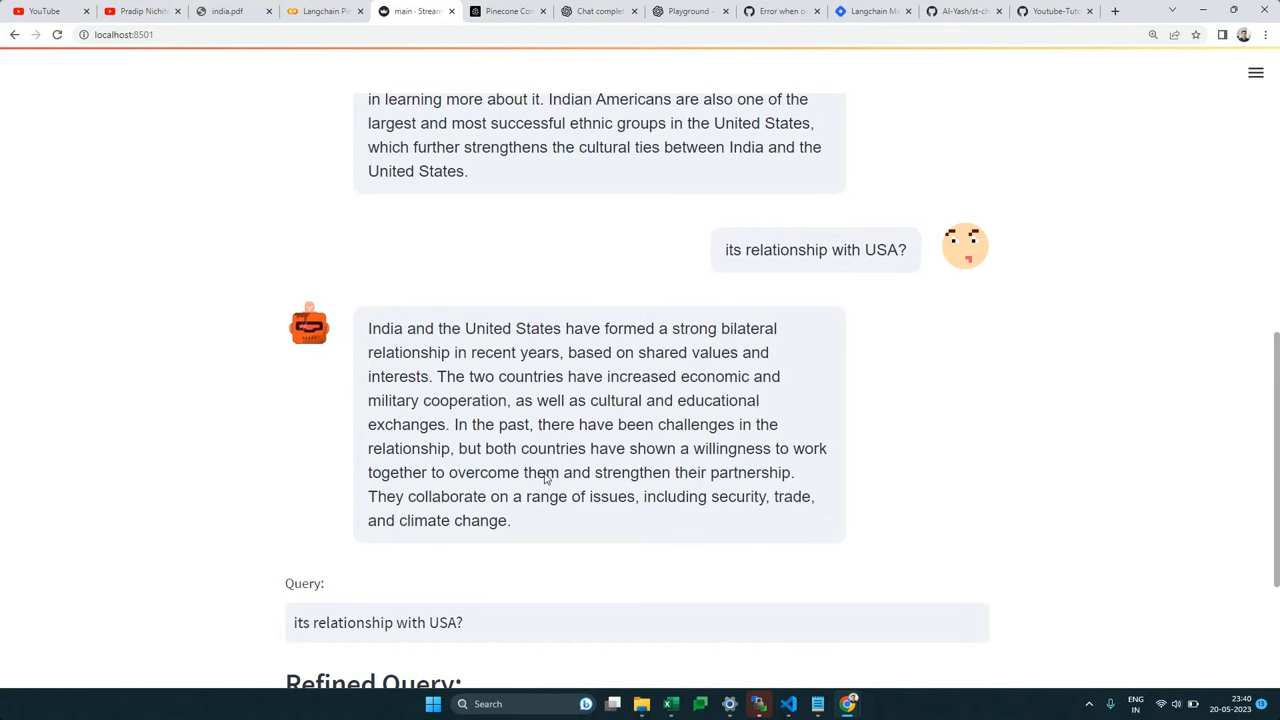 YouTube
Pradip Nichit
india.pdf
Langchain Pi
main - Stream
Pinecone Co
Chat complet
Playground -
Error when c
Langchain M
AI-Yash/st-ch
Youtube-Tuto
localhost:8501
in learning more about it. Indian Americans are also one of the
largest and most successful ethnic groups in the United States,
which further strengthens the cultural ties between India and the
United States.
its relationship with USA?
India and the United States have formed a strong bilateral
relationship in recent years, based on shared values and
interests. The two countries have increased economic and
military cooperation, as well as cultural and educational
exchanges. In the past, there have been challenges in the
relationship, but both countries have shown a willingness to work
together to overcome them and strengthen their partnership.
They collaborate on a range of issues, including security, trade,
and climate change.
Query:
its relationship with USA?
Refined Query:
Search
ENG
IN
23:40
20-05-2023